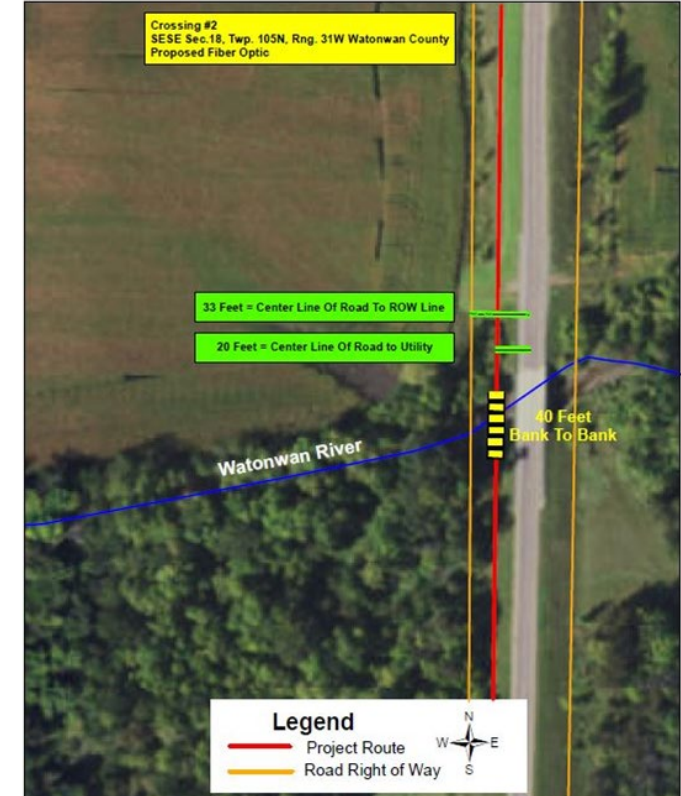 Crossing #2
SESE Sec.18, Twp. 105N, Rng. 31W Watonwan County
Proposed Fiber Optic
33 Feet = Center Line Of Road To ROW Line
20 Feet = Center Line Of Road to Utility
40 Feet
Bank To Bank
Watonwan River
Legend
Project Route
Road Right of Way
N
W E
S